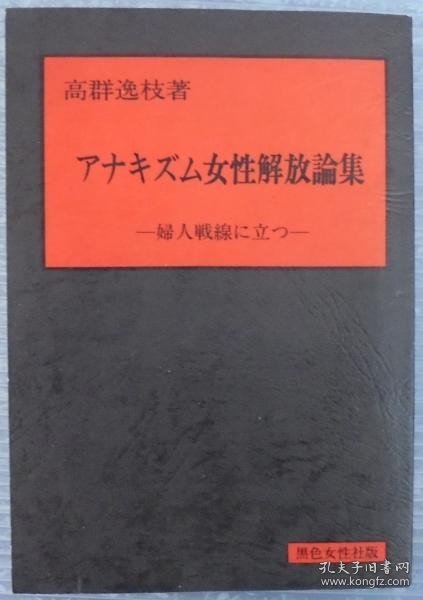 高群逸枝著
アナキズム女性解放論集
―婦人戦線に立つ―
黒色女性社版
孔夫子旧书网
www.kongfz.com